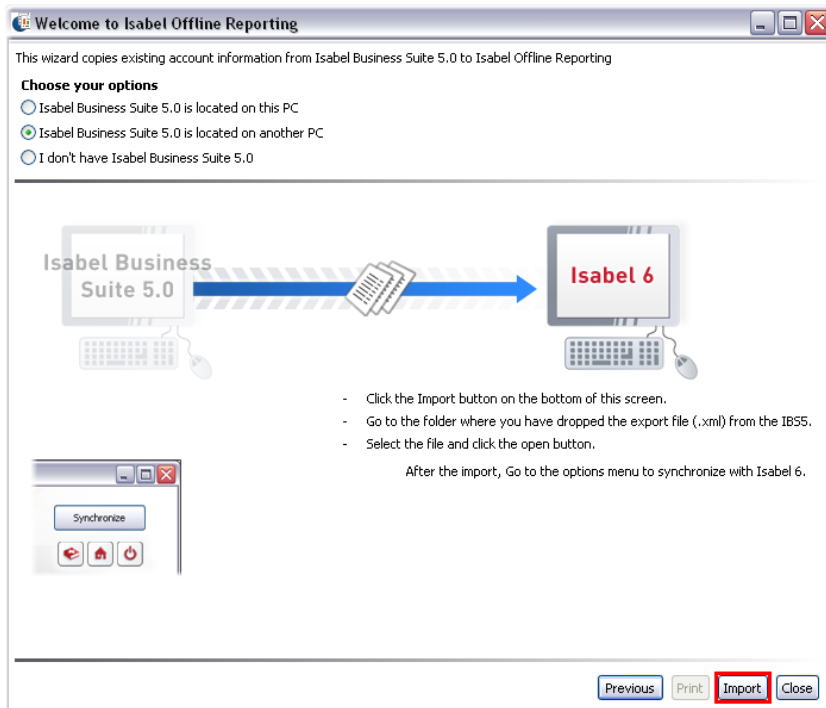 Welcome to Isabel Offline Reporting
This wizard copies existing account information from Isabel Business Suite 5.0 to Isabel Offline Reporting
Choose your options
Isabel Business Suite 5.0 is located on this PC
Isabel Business Suite 5.0 is located on another PC
I don't have Isabel Business Suite 5.0
Isabel Business
Suite 5.0
Isabel 6
- Click the Import button on the bottom of this screen.
- Go to the folder where you have dropped the export file (.xml) from the IBS5.
- Select the file and click the open button.
After the import, Go to the options menu to synchronize with Isabel 6.
Synchronize
Previous Print Import Close